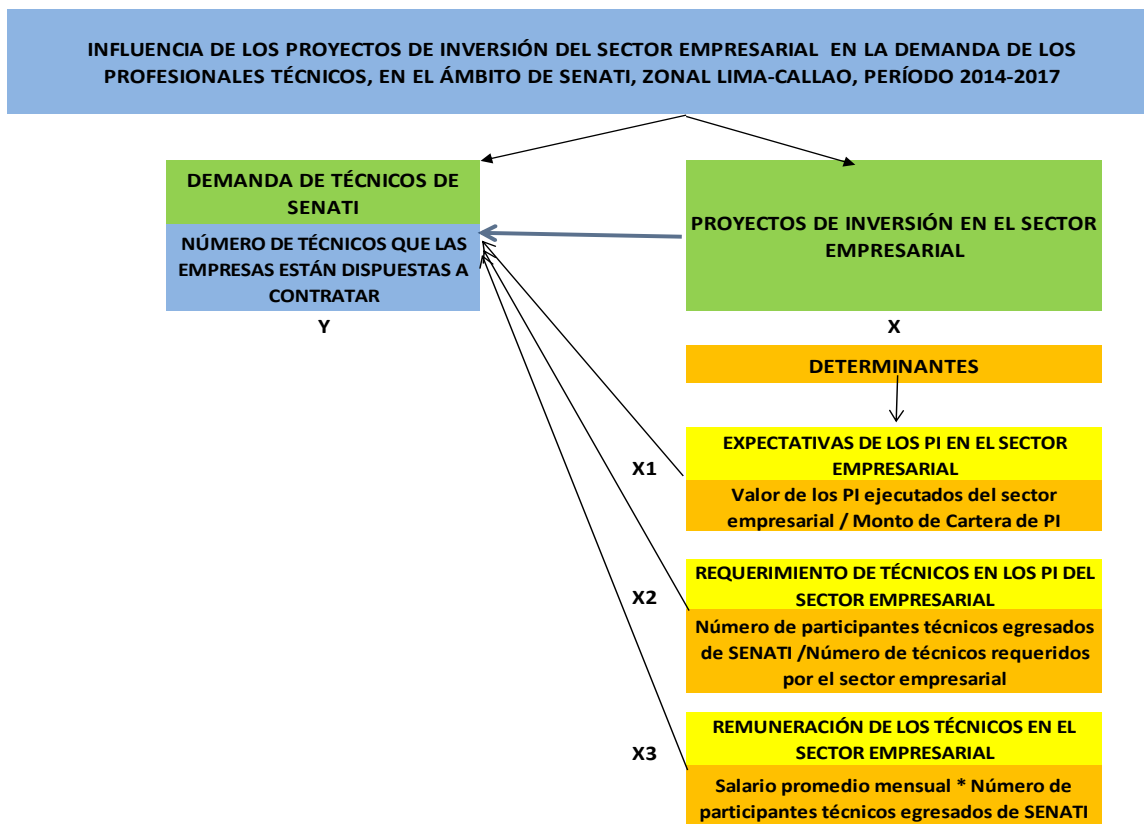 INFLUENCIA DE LOS PROYECTOS DE INVERSIÓN DEL SECTOR EMPRESARIAL EN LA DEMANDA DE LOS
PROFESIONALES TÉCNICOS, EN EL ÁMBITO DE SENATI, ZONAL LIMA-CALLAO, PERÍODO 2014-2017
DEMANDA DE TÉCNICOS DE
SENATI
NÚMERO DE TÉCNICOS QUE LAS
EMPRESAS ESTÁN DISPUESTAS A
CONTRATAR
Y
PROYECTOS DE INVERSIÓN EN EL SECTOR
EMPRESARIAL
X
DETERMINANTES
X1
EXPECTATIVAS DE LOS PI EN EL SECTOR
EMPRESARIAL
Valor de los PI ejecutados del sector
empresarial / Monto de Cartera de PI
X2
REQUERIMIENTO DE TÉCNICOS EN LOS PI DEL
SECTOR EMPRESARIAL
Número de participantes técnicos egresados
de SENATI /Número de técnicos requeridos
por el sector empresarial
X3
REMUNERACIÓN DE LOS TÉCNICOS EN EL
SECTOR EMPRESARIAL
Salario promedio mensual * Número de
participantes técnicos egresados de SENATI